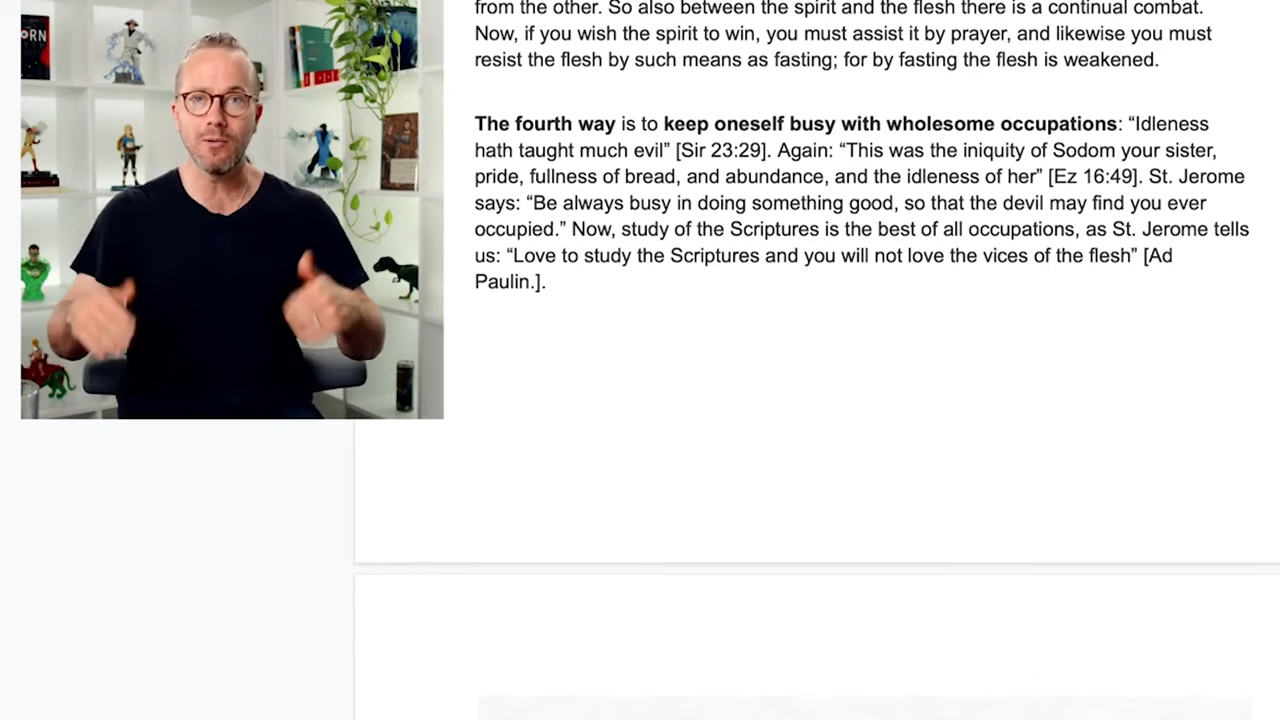 ORN
from the other. So also between the spirit and the flesh there is a continual combat.
Now, if you wish the spirit to win, you must assist it by prayer, and likewise you must
resist the flesh by such means as fasting; for by fasting the flesh is weakened.
The fourth way is to keep oneself busy with wholesome occupations: “Idleness
hath taught much evil” [Sir 23:29]. Again: “This was the iniquity of Sodom your sister,
pride, fullness of bread, and abundance, and the idleness of her” [Ez 16:49]. St. Jerome
says: “Be always busy in doing something good, so that the devil may find you ever
occupied.” Now, study of the Scriptures is the best of all occupations, as St. Jerome tells
us: “Love to study the Scriptures and you will not love the vices of the flesh” [Ad
Paulin.].